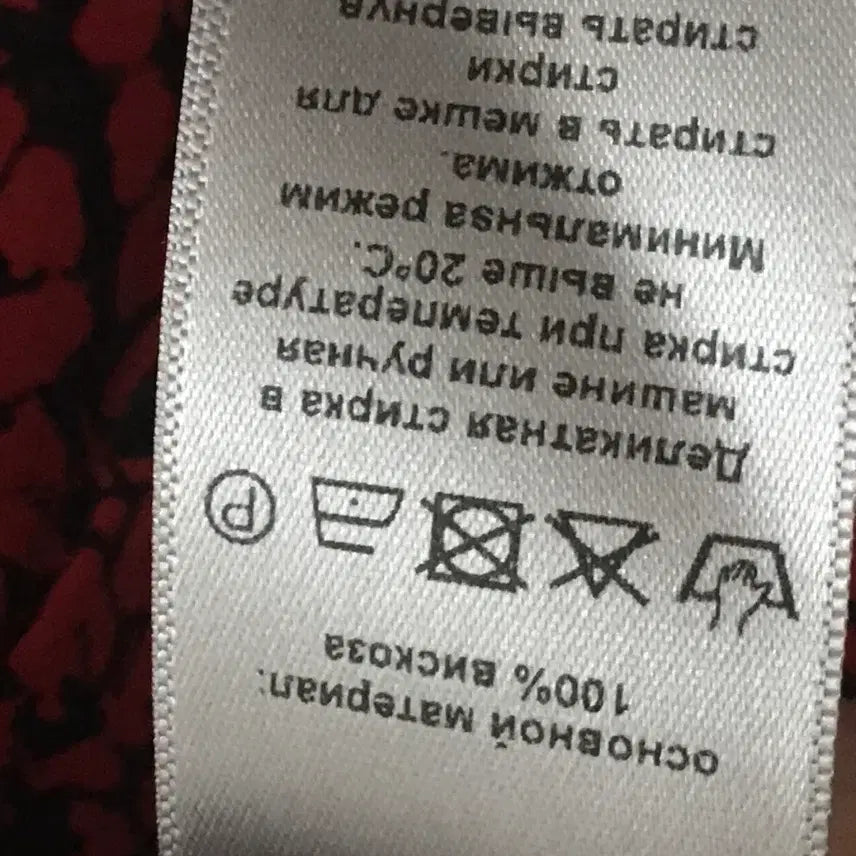 основной материал:
100% вискоза
P
Деликатная стирка в
машине или ручная
стирка при температуре
не выше 20°C.
Минимальнsа режим
отжима.
стирать в мешке для
стирки
стирать вывернув